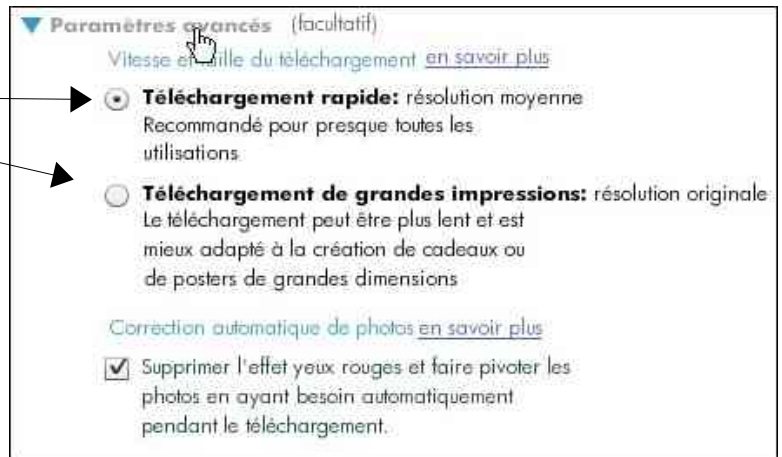 Paramètres avancés (facultatif)
Vitesse et taille du téléchargement en savoir plus
Téléchargement rapide: résolution moyenne
Recommandé pour presque toutes les
utilisations
Téléchargement de grandes impressions: résolution originale
Le téléchargement peut être plus lent et est
mieux adapté à la création de cadeaux ou
de posters de grandes dimensions
Correction automatique de photos en savoir plus
Supprimer l'effet yeux rouges et faire pivoter les
photos en ayant besoin automatiquement
pendant le téléchargement.